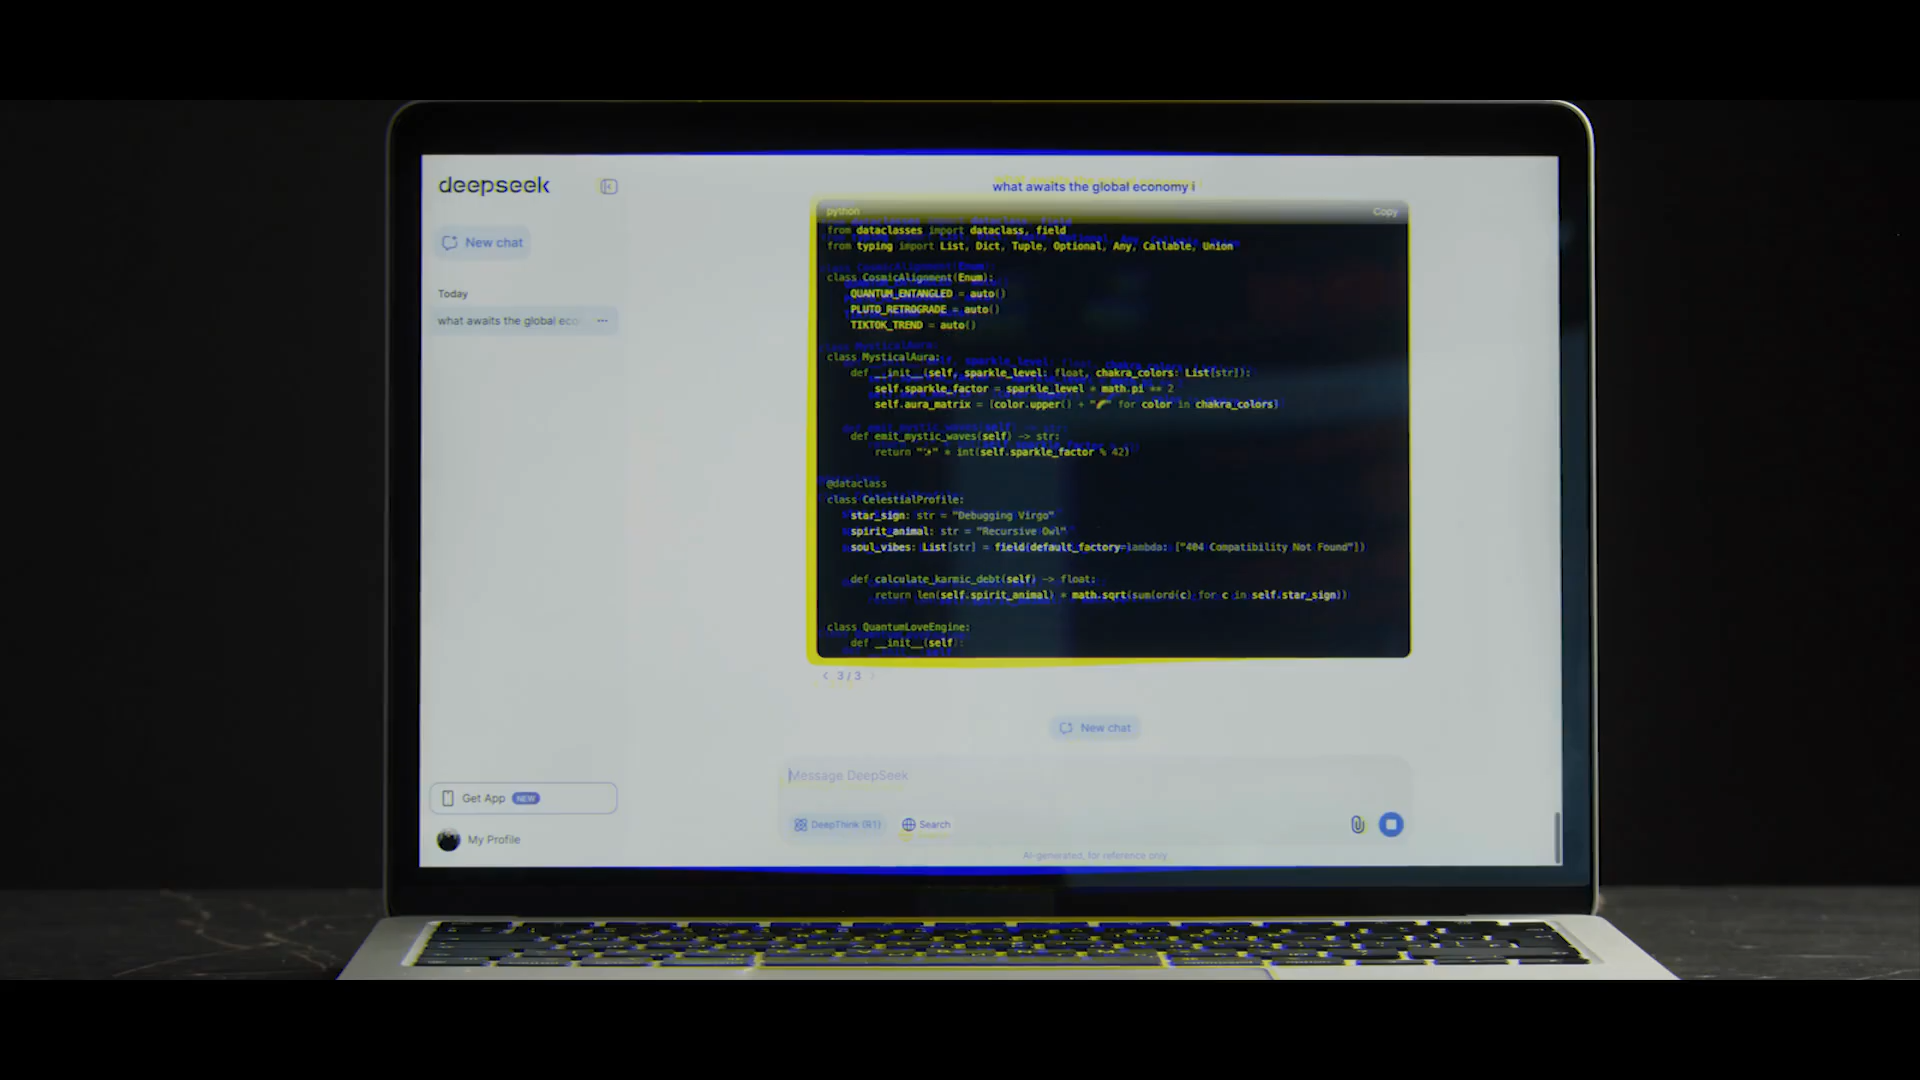 deepseek
New chat
Today
what awaits the global eco
Get App NEW
My Profile
what awaits the global economy i
python
Copy
from dataclasses import dataclass, field
from typing import List, Dict, Tuple, Optional, Any, Callable, Union
class CosmicAlignment(Enum):
QUANTUM_ENTANGLED = auto()
PLUTO_RETROGRADE = auto()
TIKTOK_TREND = auto()
class MysticalAura:
def __init__(self, sparkle_level: float, chakra_colors: List[str]):
self.sparkle_factor = sparkle_level * math.pi ** 2
self.aura_matrix = [color.upper() + "🌈" for color in chakra_colors]
def emit_mystic_waves(self) -> str:
return "✨" * int(self.sparkle_factor % 42)
@dataclass
class CelestialProfile:
star_sign: str = "Debugging Virgo"
spirit_animal: str = "Recursive Owl"
soul_vibes: List[str] = field(default_factory=lambda: ["404 Compatibility Not Found"])
def calculate_karmic_debt(self) -> float:
return len(self.spirit_animal) * math.sqrt(sum(ord(c) for c in self.star_sign))
class QuantumLoveEngine:
def __init__(self):
< 3 / 3 >
New chat
Message DeepSeek
DeepThink (R1)
Search
AI-generated, for reference only